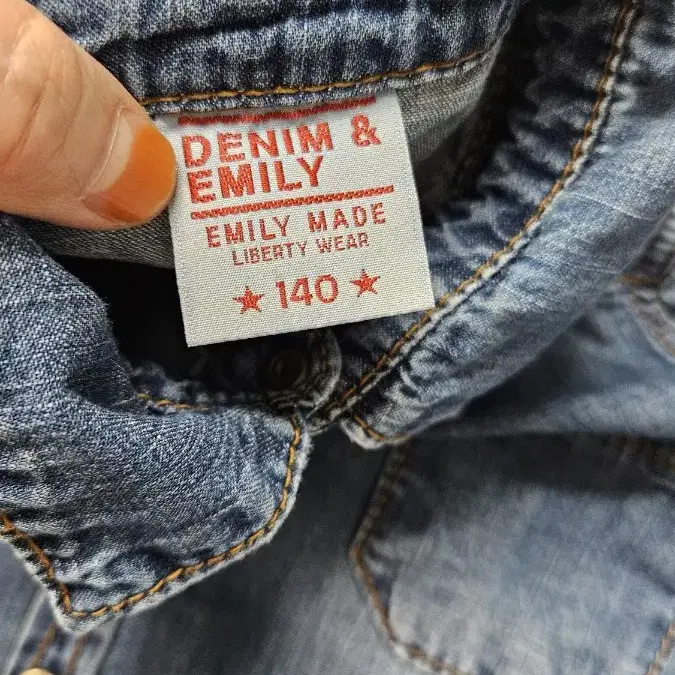 DENIM &
EMILY
EMILY MADE
LIBERTY WEAR
★ 140 ★